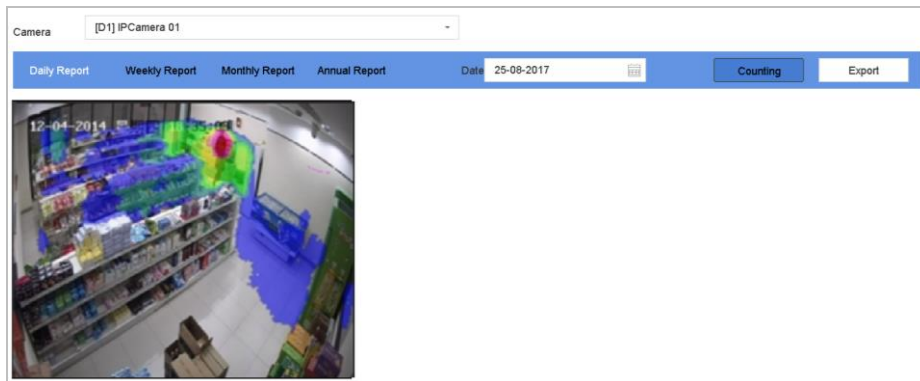 Camera [D1] IPCamera 01
Daily Report Weekly Report Monthly Report Annual Report Date 25-08-2017 Counting Export
12-04-2014